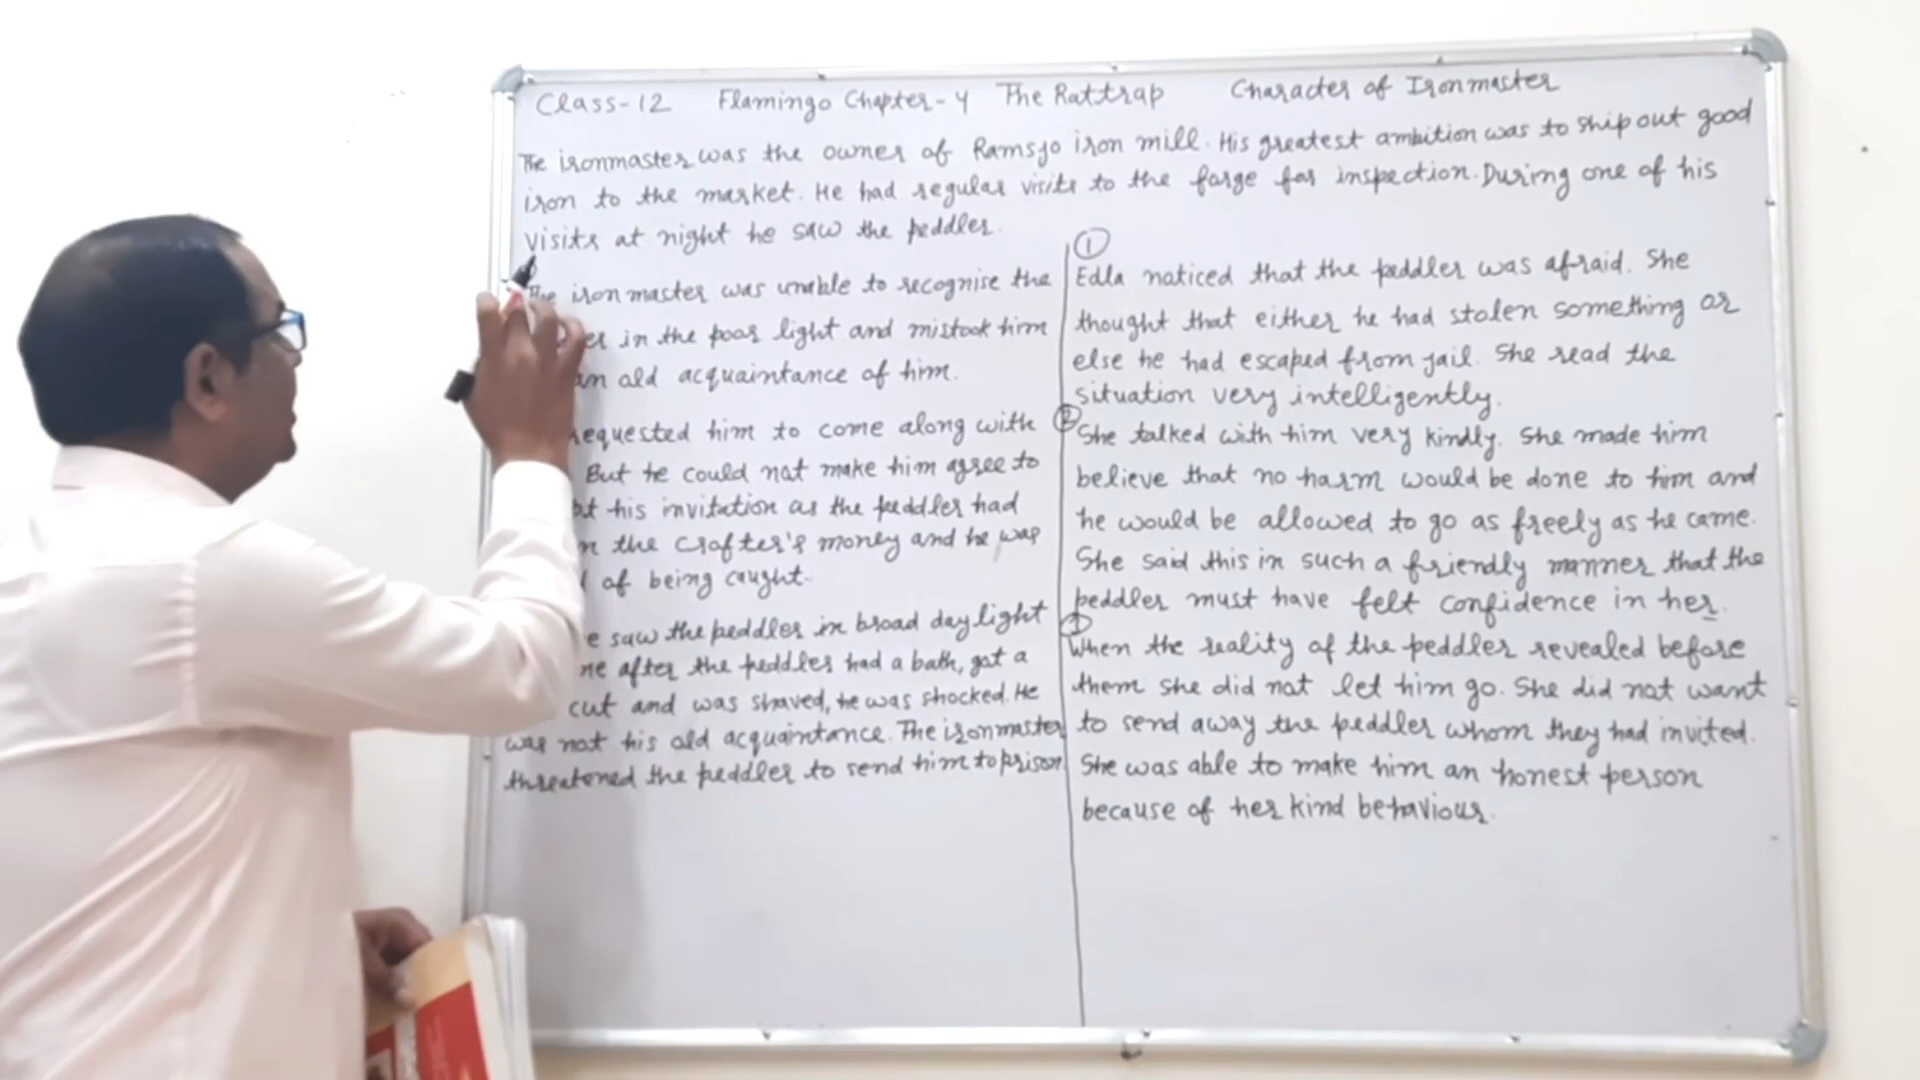 Class-12 Flamingo Chapter-4 The Rattrap Character of Ironmaster
The ironmaster was the owner of Ramsjo iron mill. His greatest ambition was to ship out good
iron to the market. He had regular visits to the forge for inspection. During one of his
visits at night he saw the peddler.
The iron master was unable to recognise the
er in the poor light and mistook him
an old acquaintance of him.
requested him to come along with
But he could not make him agree to
his invitation as the peddler had
the crofter's money and he was
of being caught.
saw the peddler in broad day light
after the peddler had a bath, got a
cut and was shaved, he was shocked. He
was not his old acquaintance. The ironmaster
threatened the peddler to send him to prison
①
Edla noticed that the peddler was afraid. She
thought that either he had stolen something or
else he had escaped from jail. She read the
situation very intelligently.
② She talked with him very kindly. She made him
believe that no harm would be done to him and
he would be allowed to go as freely as he came.
She said this in such a friendly manner that the
peddler must have felt confidence in her.
③
When the reality of the peddler revealed before
them she did not let him go. She did not want
to send away the peddler whom they had invited.
She was able to make him an honest person
because of her kind behaviour.